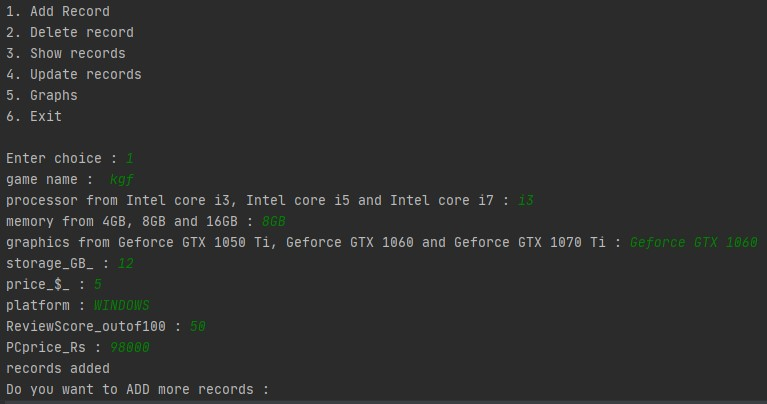 1. Add Record
2. Delete record
3. Show records
4. Update records
5. Graphs
6. Exit
Enter choice : 1
game name :  kgf
processor from Intel core i3, Intel core i5 and Intel core i7 : i3
memory from 4GB, 8GB and 16GB : 8GB
graphics from Geforce GTX 1050 Ti, Geforce GTX 1060 and Geforce GTX 1070 Ti : Geforce GTX 1060
storage_GB_ : 12
price_$_ : 5
platform : WINDOWS
ReviewScore_outof100 : 50
PCprice_Rs : 98000
records added
Do you want to ADD more records :